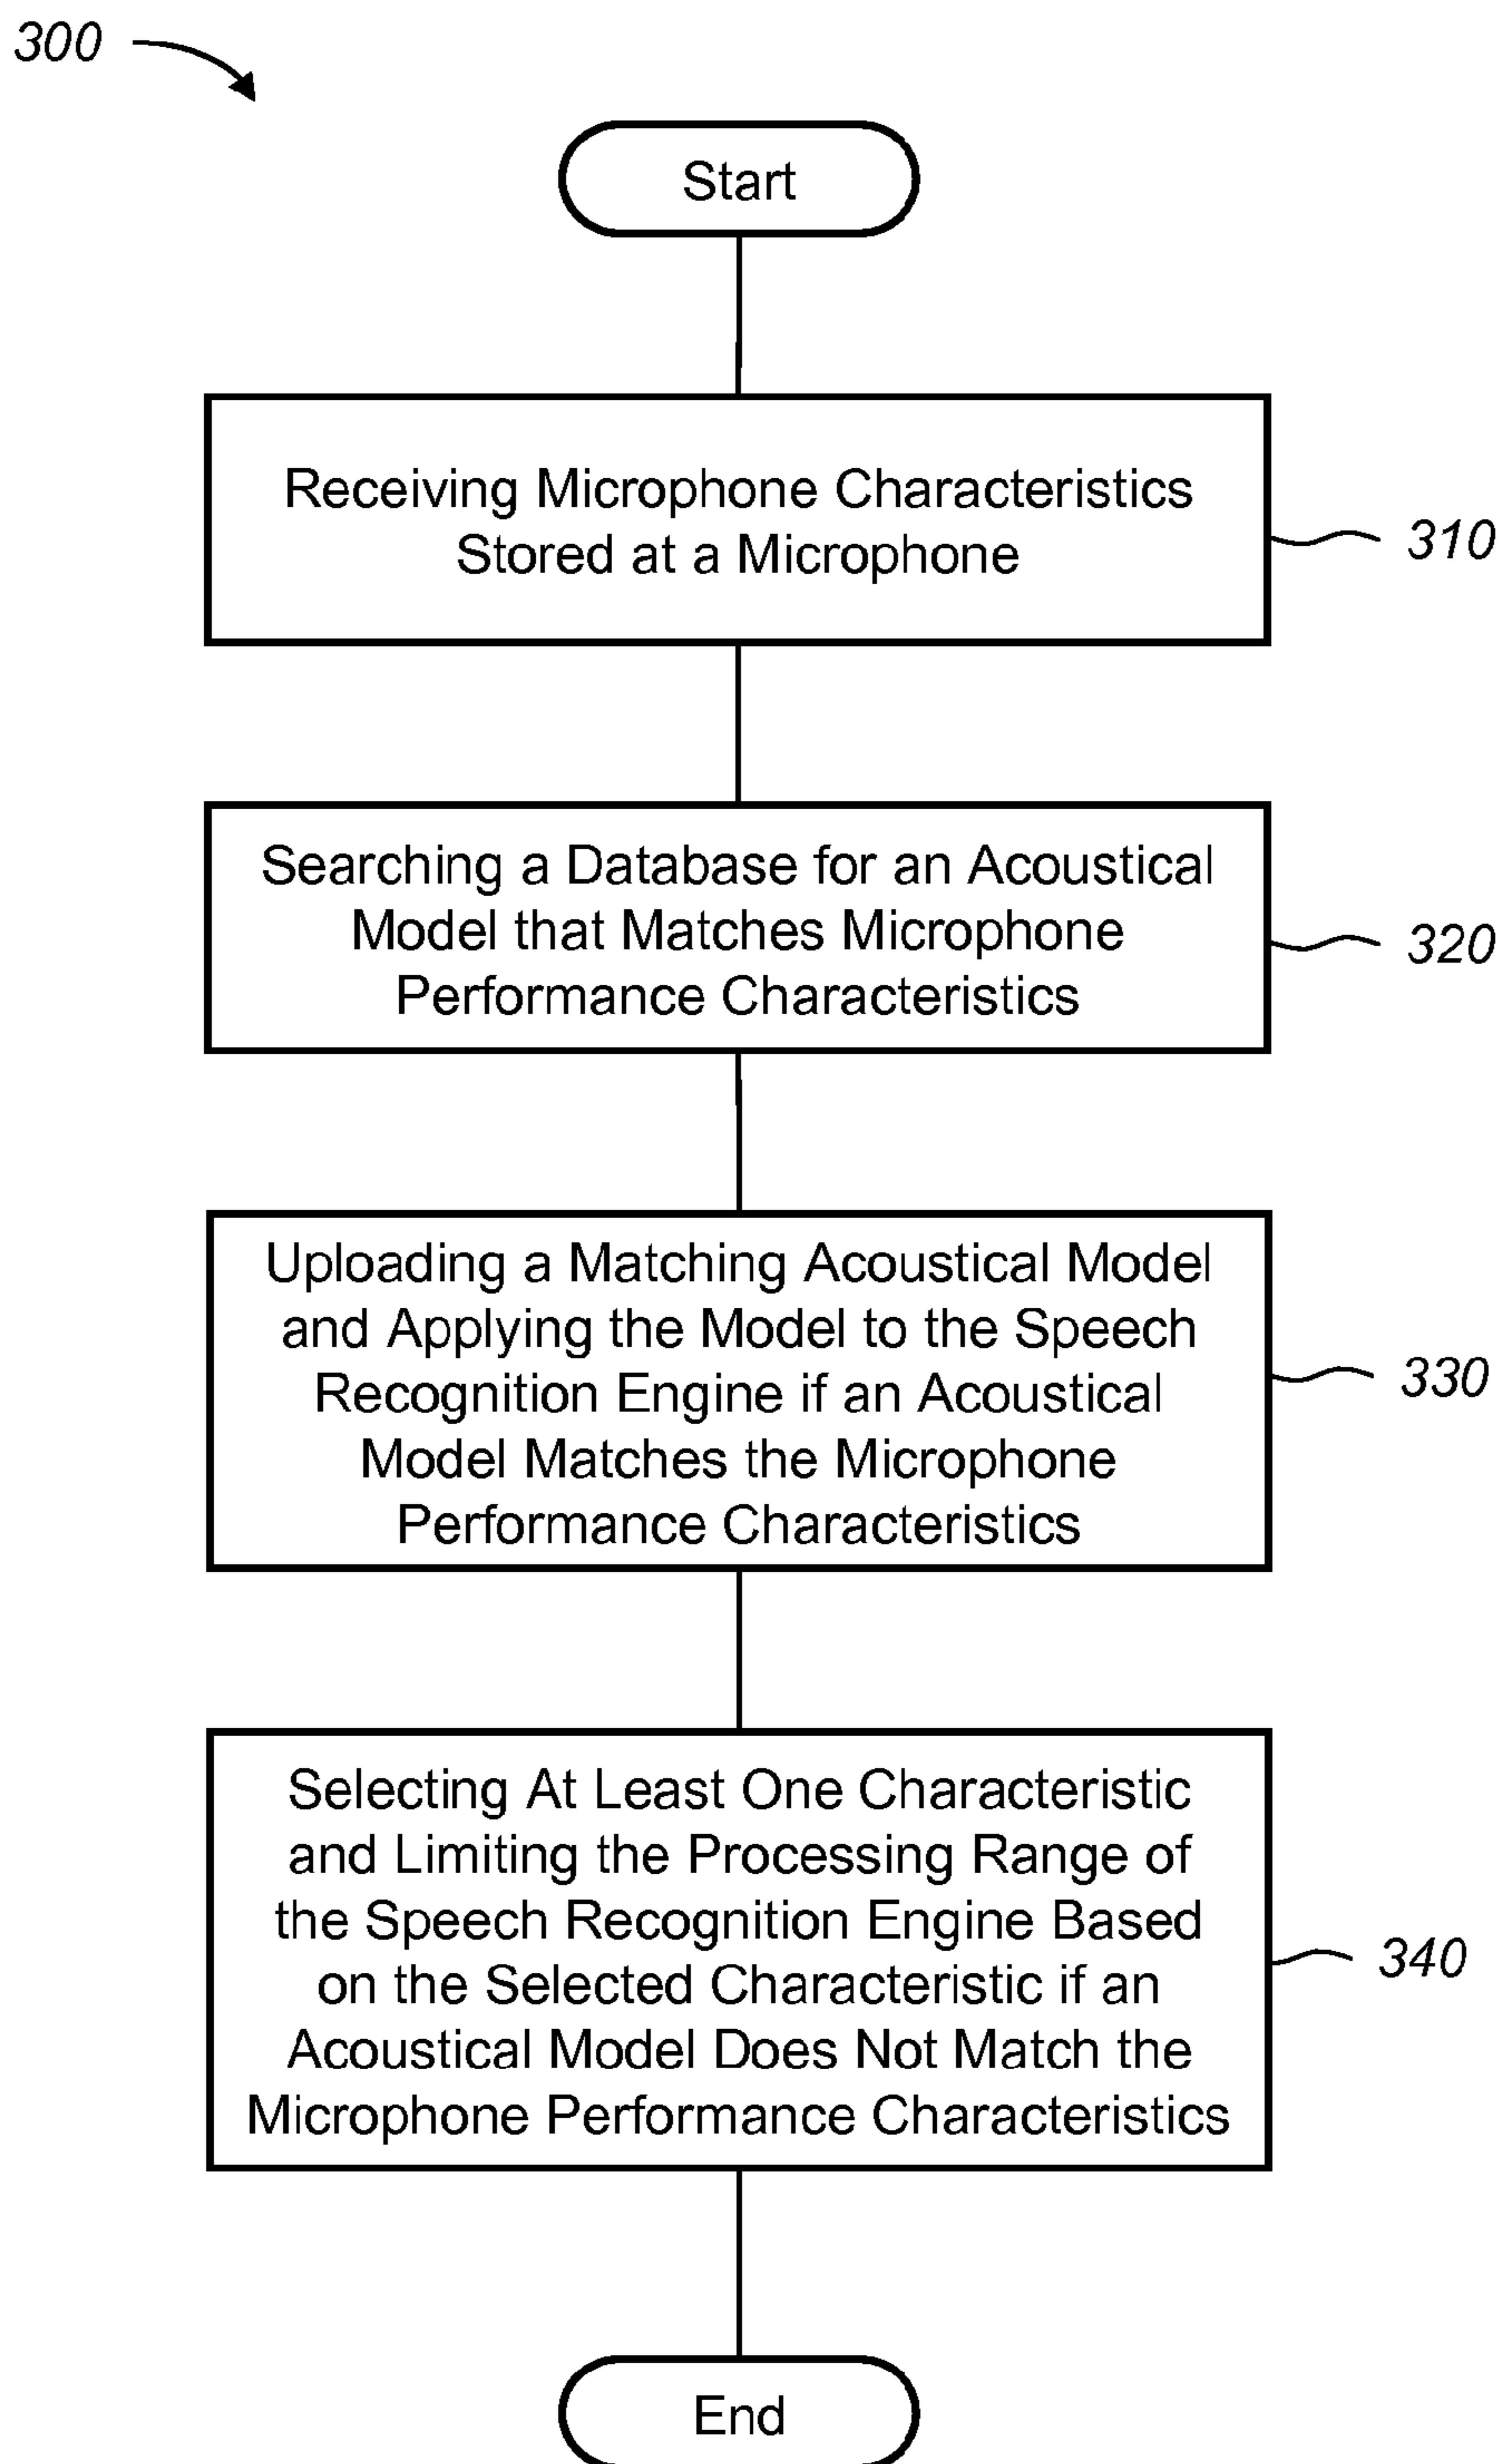 300
Start
Receiving Microphone Characteristics
Stored at a Microphone
310
Searching a Database for an Acoustical
Model that Matches Microphone
Performance Characteristics
320
Uploading a Matching Acoustical Model
and Applying the Model to the Speech
Recognition Engine if an Acoustical
Model Matches the Microphone
Performance Characteristics
330
Selecting At Least One Characteristic
and Limiting the Processing Range of
the Speech Recognition Engine Based
on the Selected Characteristic if an
Acoustical Model Does Not Match the
Microphone Performance Characteristics
340
End